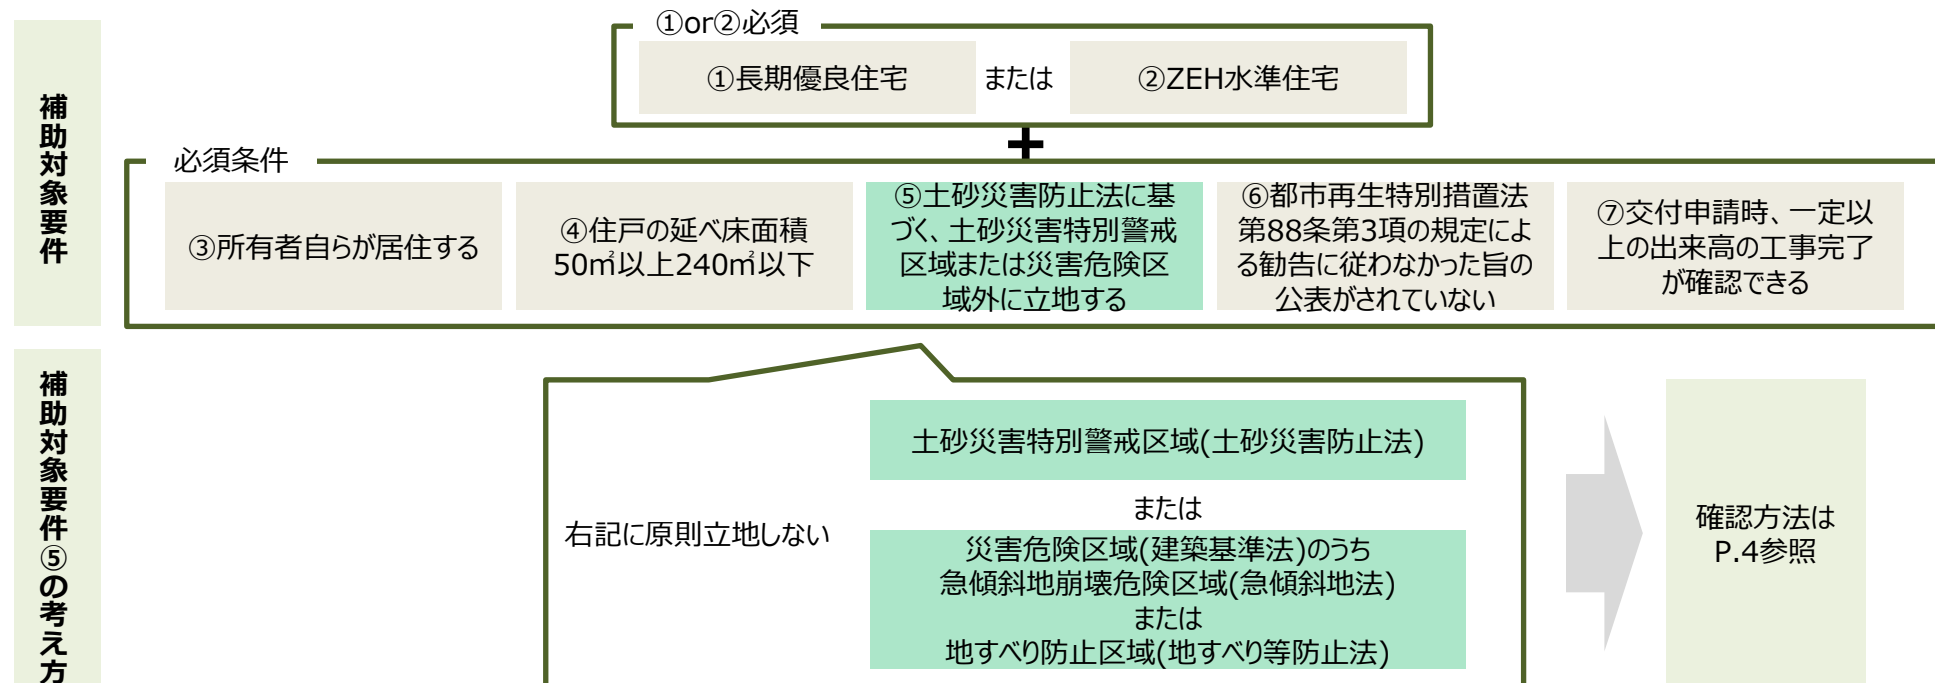 補助対象要件
①or②必須
①長期優良住宅
または
②ZEH水準住宅
+
必須条件
③所有者自らが居住する
④住戸の延べ床面積
50㎡以上240㎡以下
⑤土砂災害防止法に基
づく、土砂災害特別警戒
区域または災害危険区
域外に立地する
⑥都市再生特別措置法
第88条第3項の規定によ
る勧告に従わなかった旨の
公表がされていない
⑦交付申請時、一定以
上の出来高の工事完了
が確認できる
補助対象要件⑤の考え方
右記に原則立地しない
土砂災害特別警戒区域(土砂災害防止法)
または
災害危険区域(建築基準法)のうち
急傾斜地崩壊危険区域(急傾斜地法)
または
地すべり防止区域(地すべり等防止法)
確認方法は
P.4参照